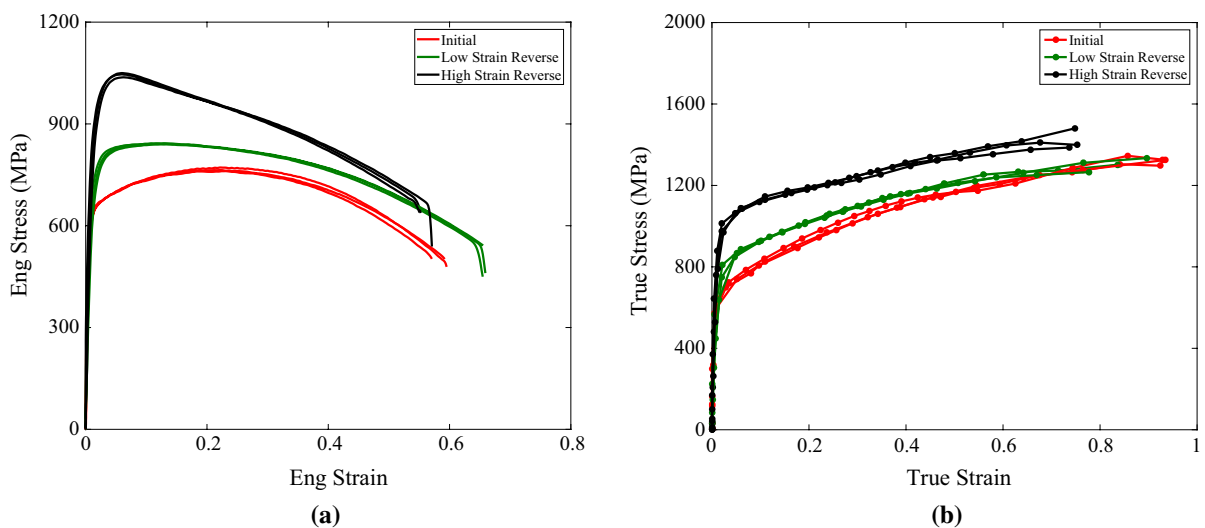 1200
900
600
300
0
Eng Stress (MPa)
Initial
Low Strain Reverse
High Strain Reverse
0 0.2 0.4 0.6 0.8
Eng Strain
(a)
2000
1600
1200
800
400
0
True Stress (MPa)
Initial
Low Strain Reverse
High Strain Reverse
0 0.2 0.4 0.6 0.8 1
True Strain
(b)